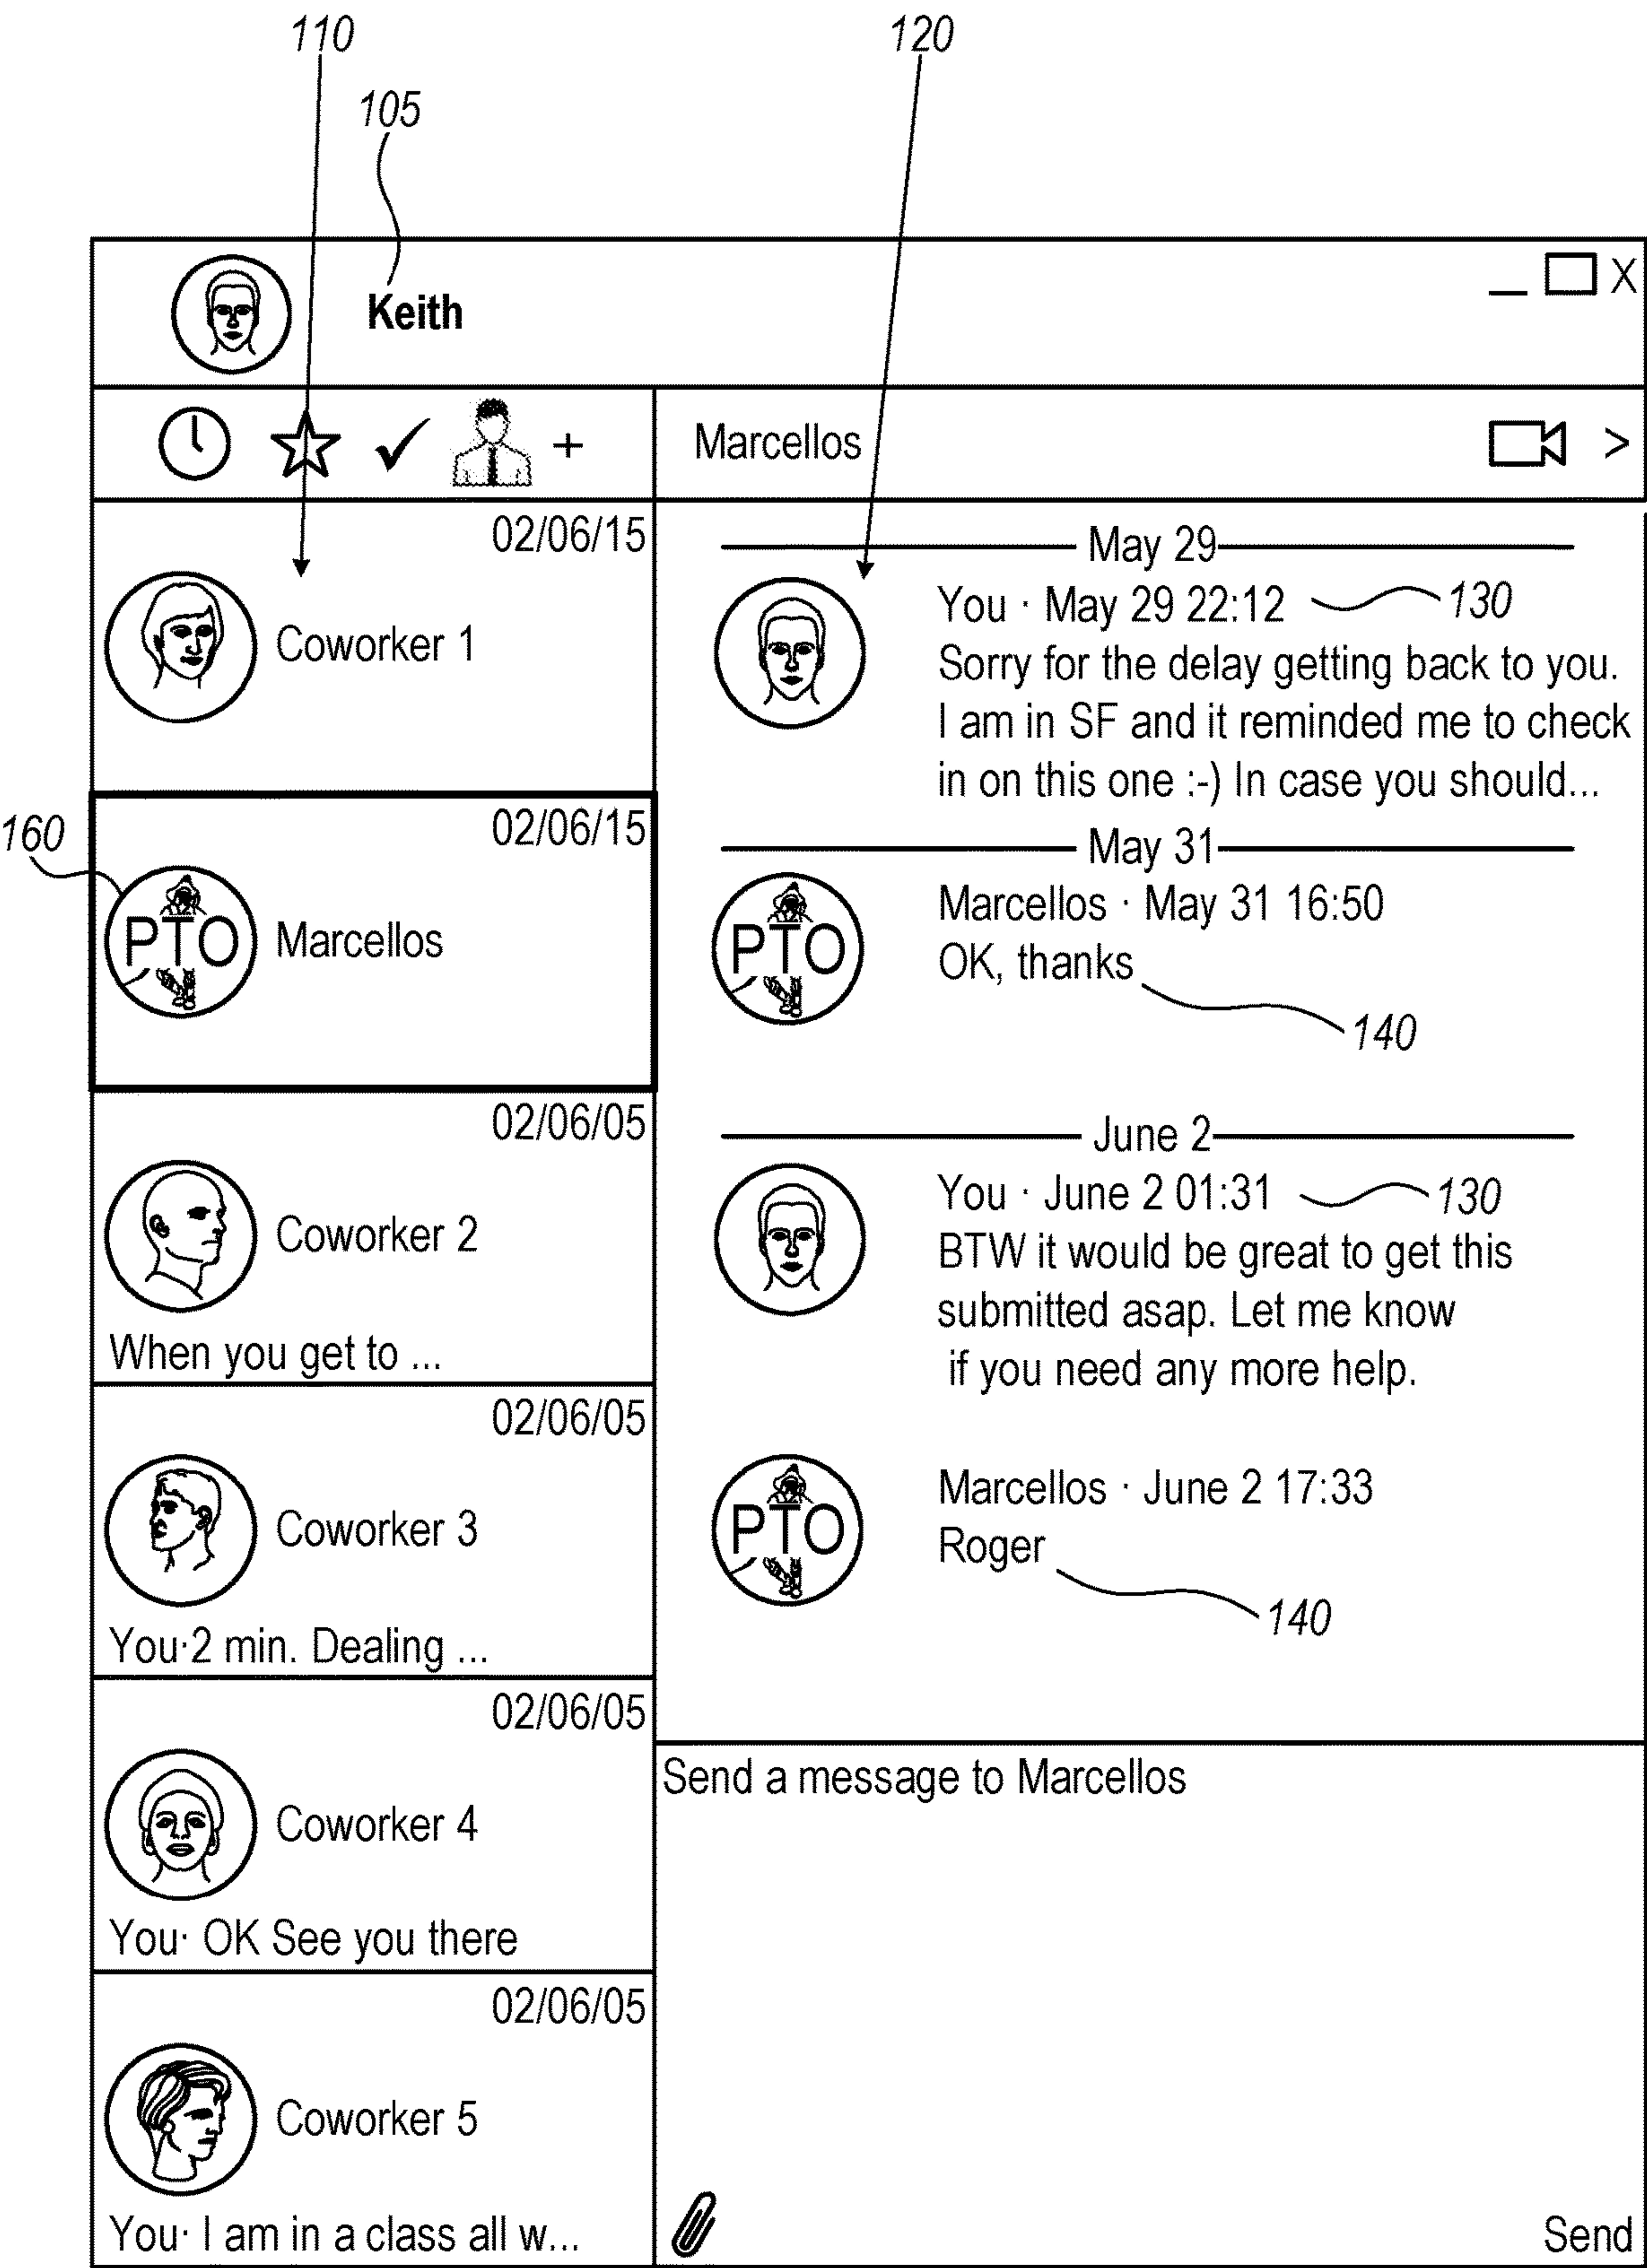 110
120
105
Keith
X
+
Marcellos
>
02/06/15
Coworker 1
160
02/06/15
PTO
Marcellos
02/06/05
Coworker 2
When you get to ...
02/06/05
Coworker 3
You·2 min. Dealing ...
02/06/05
Coworker 4
You· OK See you there
02/06/05
Coworker 5
You· I am in a class all w...
May 29
You · May 29 22:12
130
Sorry for the delay getting back to you.
I am in SF and it reminded me to check
in on this one :-) In case you should...
May 31
PTO
Marcellos · May 31 16:50
OK, thanks
140
June 2
You · June 2 01:31
130
BTW it would be great to get this
submitted asap. Let me know
if you need any more help.
PTO
Marcellos · June 2 17:33
Roger
140
Send a message to Marcellos
Send